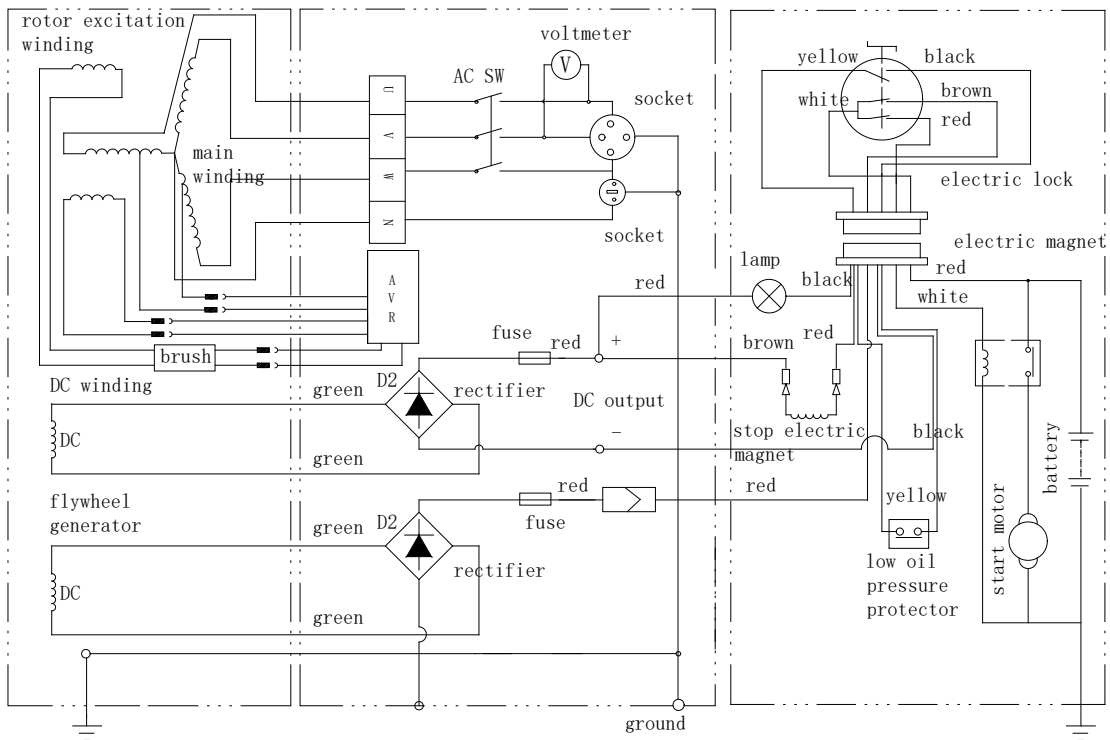 rotor excitation
winding
main
winding
U
V
W
N
A
V
R
brush
AC SW
voltmeter
V
socket
socket
DC winding
DC
green
green
D2
rectifier
fuse
red
+
DC output
−
red
flywheel
generator
DC
green
green
D2
rectifier
fuse
red
ground
yellow
black
white
brown
red
electric lock
electric magnet
lamp
black
red
white
brown
red
stop electric
magnet
black
red
yellow
low oil
pressure
protector
start motor
battery